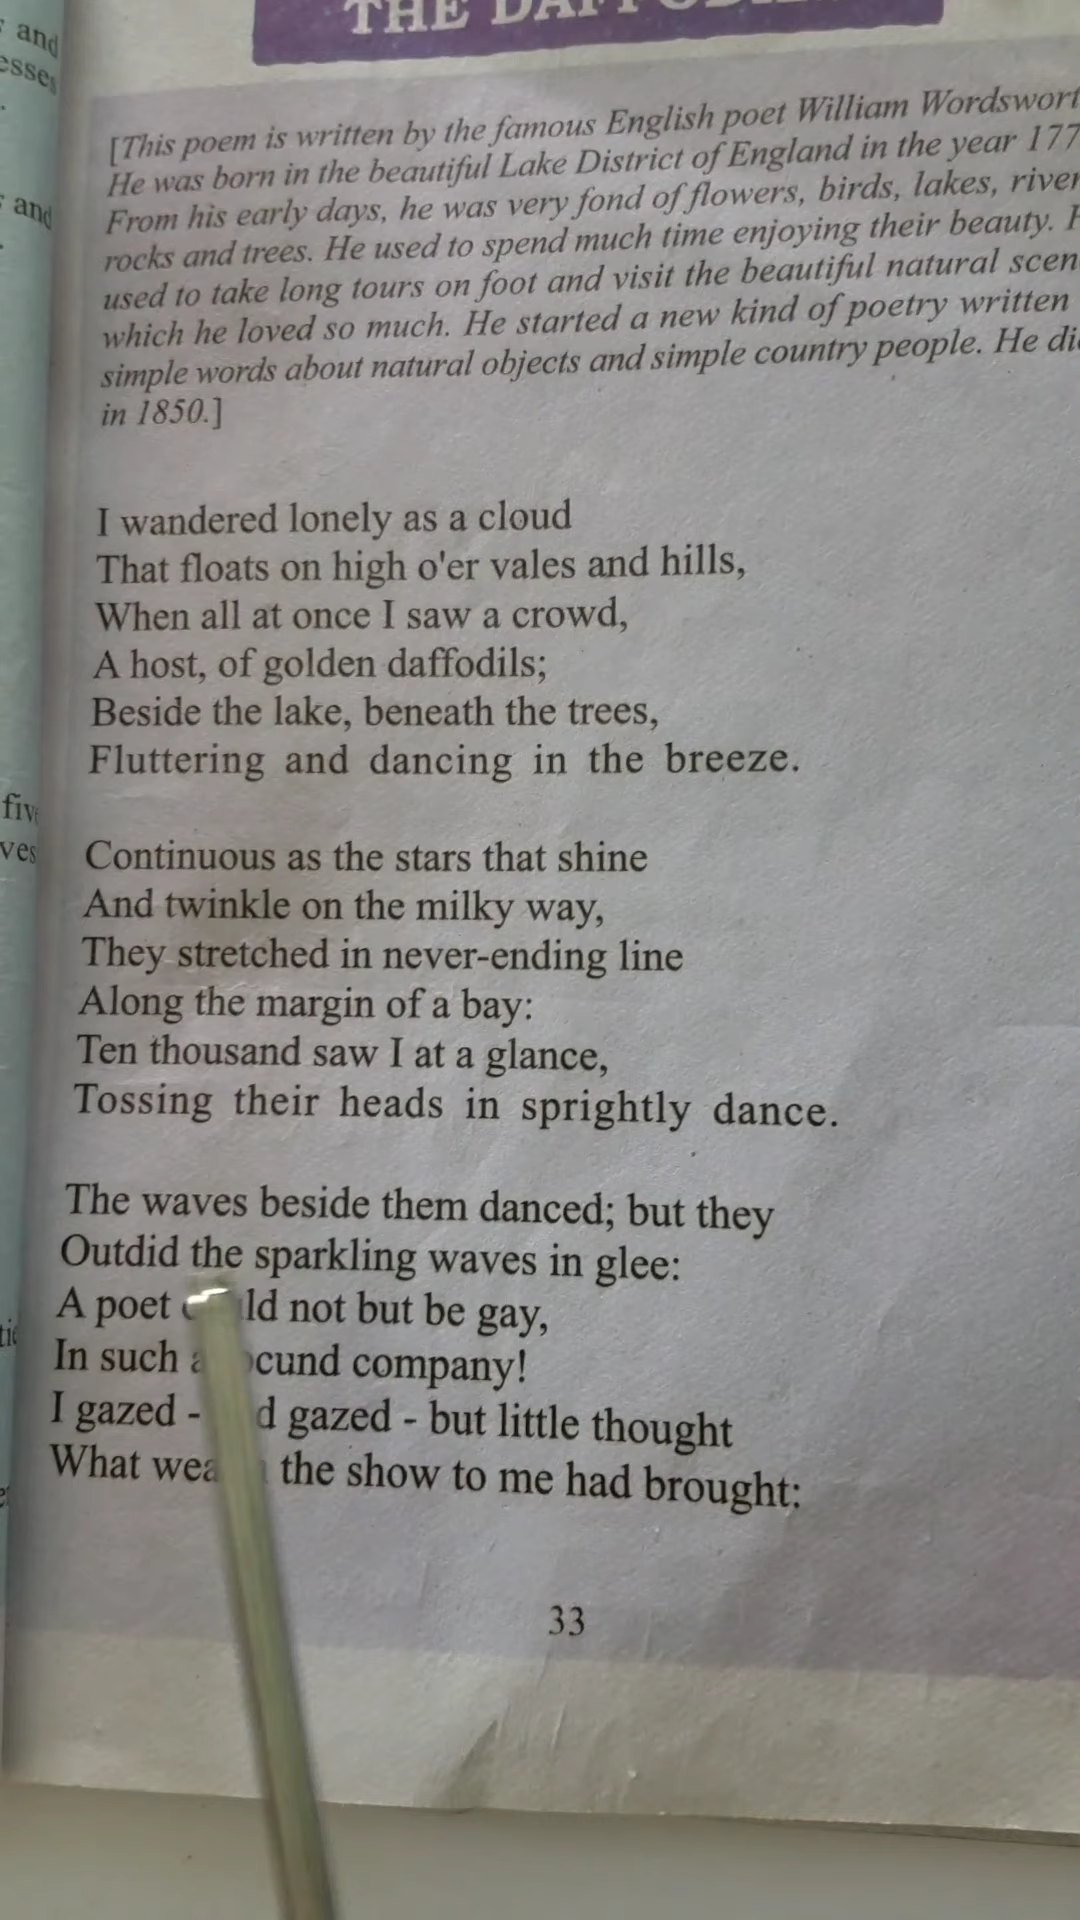 THE
and
esses
and
[This poem is written by the famous English poet William
He was born in the beautiful Lake District of England in the year
From his early days, he was very fond of flowers, birds, lakes,
rocks and trees. He used to spend much time enjoying their beauty.
used to take long tours on foot and visit the beautiful natural
which he loved so much. He started a new kind of poetry written
simple words about natural objects and simple country people. He
in 1850.]
I wandered lonely as a cloud
That floats on high o'er vales and hills,
When all at once I saw a crowd,
A host, of golden daffodils;
Beside the lake, beneath the trees,
Fluttering and dancing in the breeze.
Continuous as the stars that shine
And twinkle on the milky way,
They stretched in never-ending line
Along the margin of a bay:
Ten thousand saw I at a glance,
Tossing their heads in sprightly dance.
The waves beside them danced; but they
Outdid the sparkling waves in glee:
A poet not but be gay,
In such company!
I gazed - gazed - but little thought
What the show to me had brought:
33